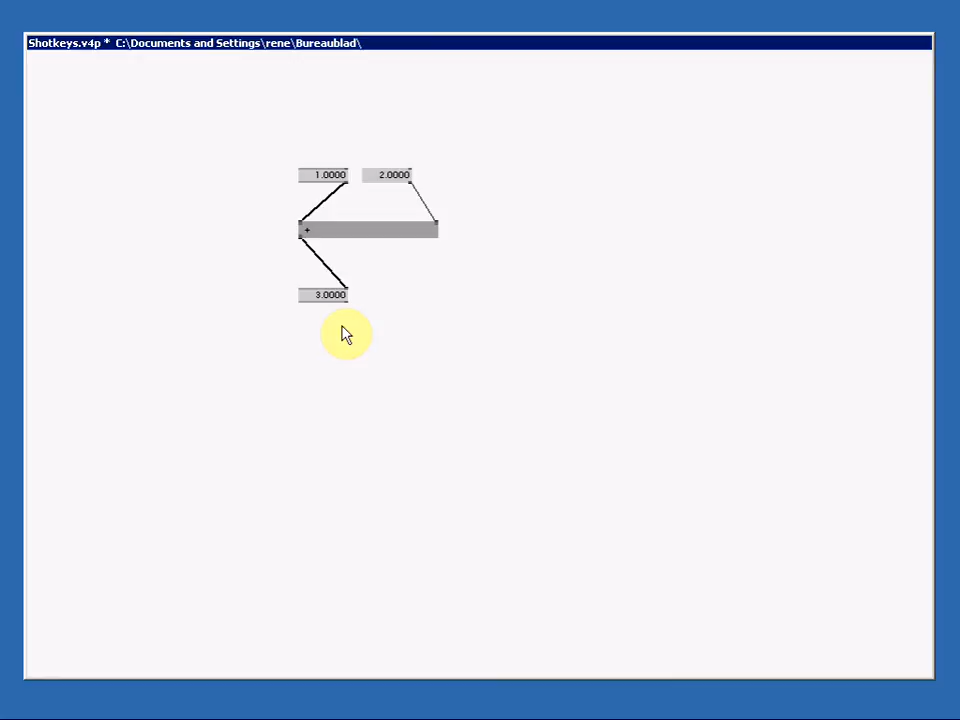 Shotkeys.v4p * C:\Documents and Settings\rene\Bureaublad\
1.0000 2.0000
+
3.0000